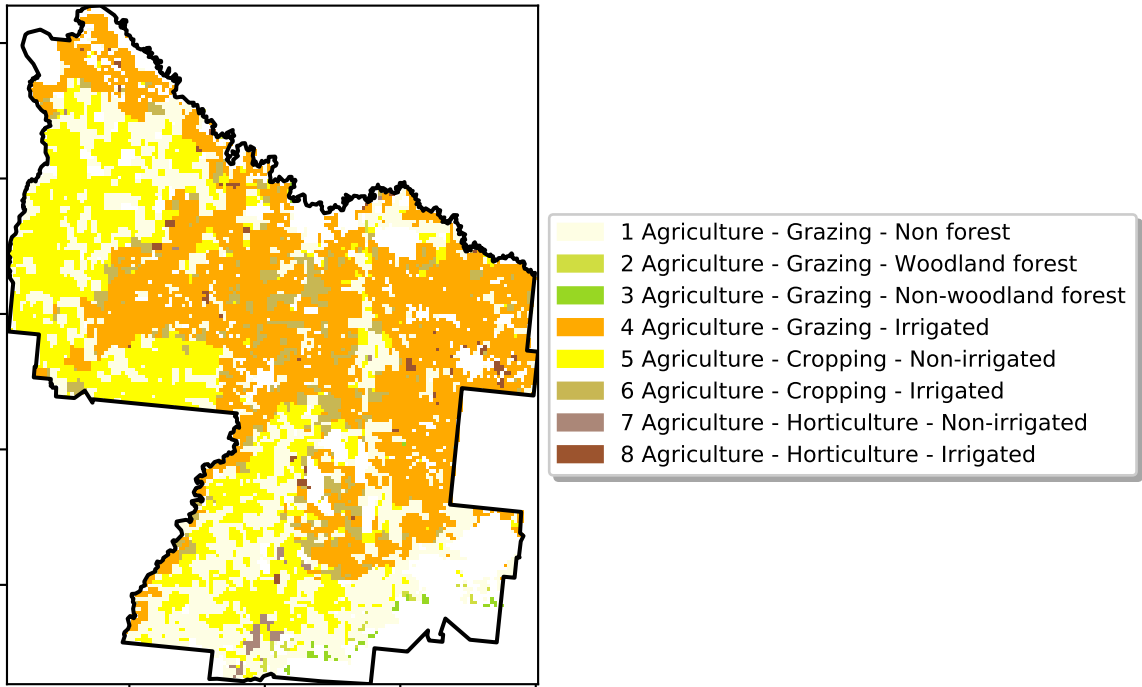 1 Agriculture - Grazing - Non forest
2 Agriculture - Grazing - Woodland forest
3 Agriculture - Grazing - Non-woodland forest
4 Agriculture - Grazing - Irrigated
5 Agriculture - Cropping - Non-irrigated
6 Agriculture - Cropping - Irrigated
7 Agriculture - Horticulture - Non-irrigated
8 Agriculture - Horticulture - Irrigated